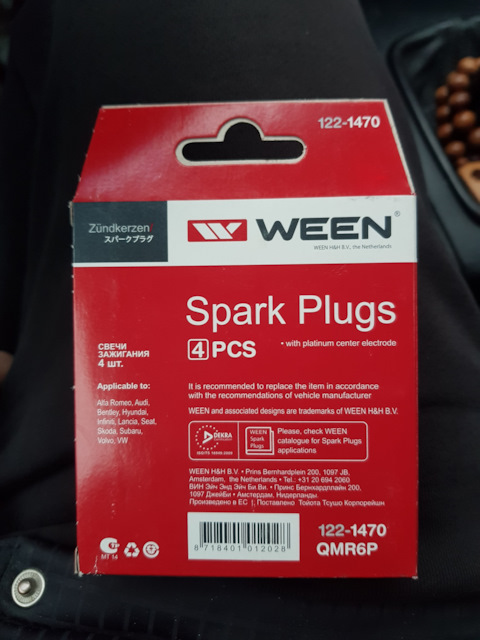 122-1470
Zündkerzen
スパークプラグ
WEEN®
WEEN H&H B.V., the Netherlands
Spark Plugs
4 PCS
• with platinum center electrode
СВЕЧИ
ЗАЖИГАНИЯ
4 шт.
Applicable to:
Alfa Romeo, Audi,
Bentley, Hyundai,
Infiniti, Lancia, Seat,
Skoda, Subaru,
Volvo, VW
It is recommended to replace the item in accordance
with the recommendations of vehicle manufacturer
WEEN and associated designs are trademarks of WEEN H&H B.V.
DEKRA
WEEN
Spark
Plugs
Please, check WEEN
catalogue for Spark Plugs
applications
WEEN H&H B.V. • Prins Bernhardplein 200, 1097 JB,
Amsterdam, the Netherlands • Tel.: +31 20 694 2060
ВИН Эйч Энд Эйч Би Ви. • Принс Бернхардплайн 200,
1097 ДжейБи • Амстердам, Нидерланды.
Произведено в ЕС | Поставлено Тойота Тсушо Корпорейшн
8718401012028
122-1470
QMR6P
МТ 14